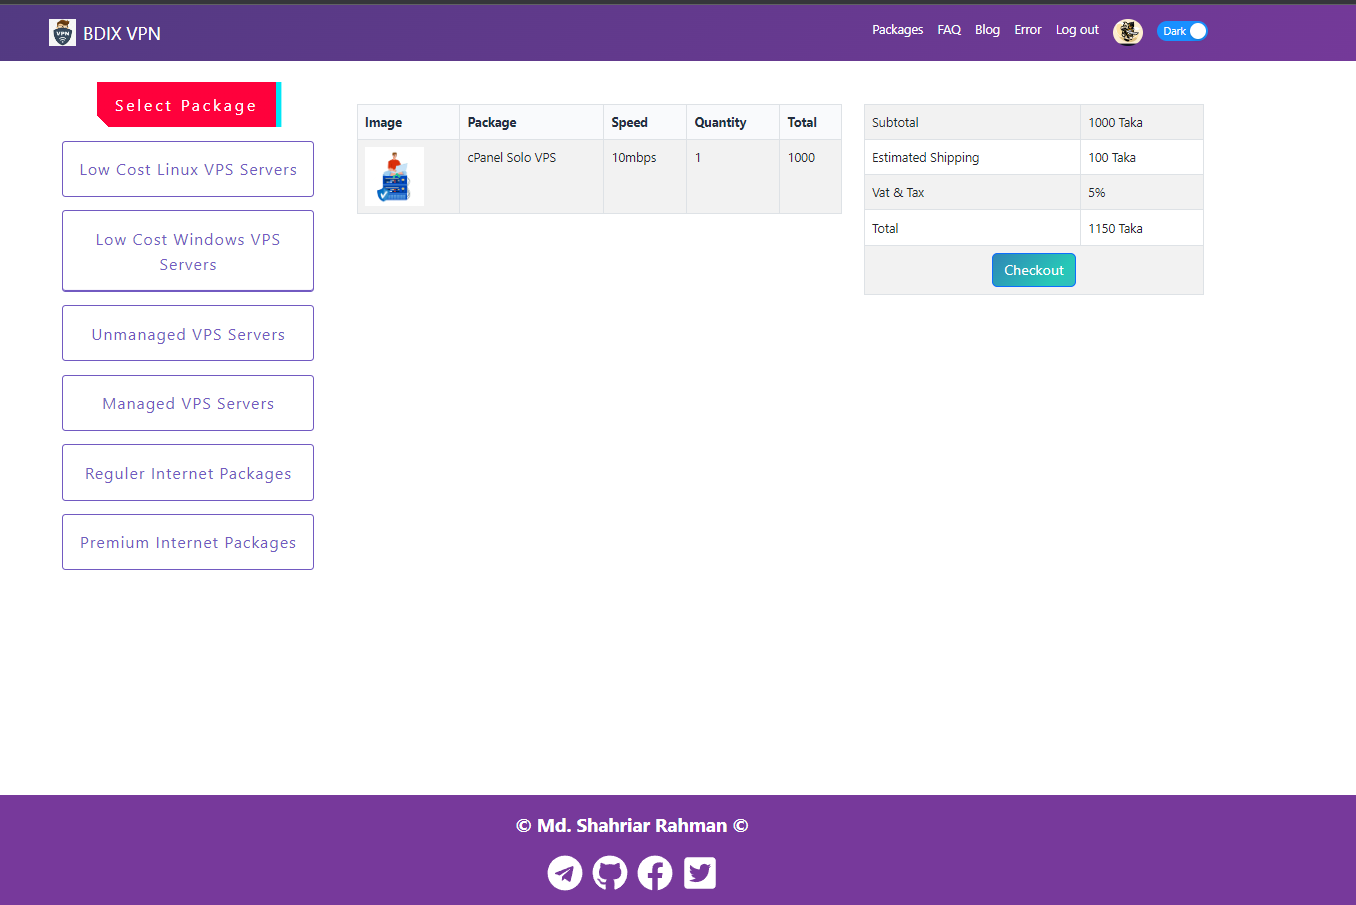 VPN
BDIX VPN
Packages FAQ Blog Error Log out Dark
Select Package
Low Cost Linux VPS Servers
Low Cost Windows VPS
Servers
Unmanaged VPS Servers
Managed VPS Servers
Reguler Internet Packages
Premium Internet Packages
Image Package Speed Quantity Total
cPanel Solo VPS 10mbps 1 1000
Subtotal 1000 Taka
Estimated Shipping 100 Taka
Vat & Tax 5%
Total 1150 Taka
Checkout
© Md. Shahriar Rahman ©